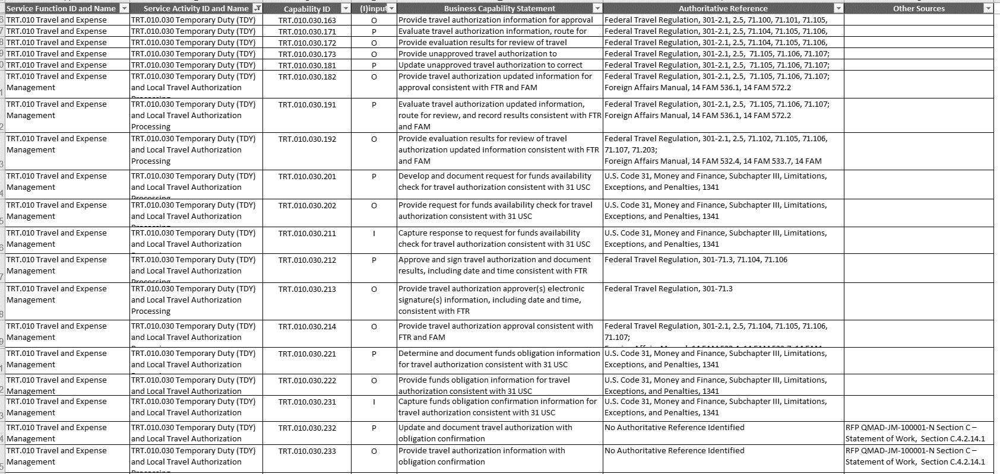 Service Function ID and Name Service Activity ID and Name Capability ID (I)input Business Capability Statement Authoritative Reference Other Sources
TRT.010 Travel and Expense TRT.010.030 Temporary Duty (TDY) TRT.010.030.163 O Provide travel authorization information for approval Federal Travel Regulation, 301-2.1, 2.5, 71.100, 71.101, 71.105,
TRT.010 Travel and Expense TRT.010.030 Temporary Duty (TDY) TRT.010.030.171 P Evaluate travel authorization information, route for Federal Travel Regulation, 301-2.1, 2.5, 71.104, 71.105, 71.106,
TRT.010 Travel and Expense TRT.010.030 Temporary Duty (TDY) TRT.010.030.172 O Provide evaluation results for review of travel Federal Travel Regulation, 301-2.1, 2.5, 71.104, 71.105, 71.106,
TRT.010 Travel and Expense TRT.010.030 Temporary Duty (TDY) TRT.010.030.173 O Provide unapproved travel authorization to Federal Travel Regulation, 301-2.1, 2.5, 71.105, 71.106, 71.107;
TRT.010 Travel and Expense TRT.010.030 Temporary Duty (TDY) TRT.010.030.181 P Update unapproved travel authorization to correct Federal Travel Regulation, 301-2.1, 2.5, 71.105, 71.106, 71.107;
TRT.010 Travel and Expense TRT.010.030 Temporary Duty (TDY) TRT.010.030.182 O Provide travel authorization updated information for Federal Travel Regulation, 301-2.1, 2.5, 71.105, 71.106, 71.107;
Management and Local Travel Authorization approval consistent with FTR and FAM Foreign Affairs Manual, 14 FAM 536.1, 14 FAM 572.2
Processing
TRT.010 Travel and Expense TRT.010.030 Temporary Duty (TDY) TRT.010.030.191 P Evaluate travel authorization updated information, Federal Travel Regulation, 301-2.1, 2.5, 71.105, 71.106, 71.107;
Management and Local Travel Authorization route for review, and record results consistent with FTR Foreign Affairs Manual, 14 FAM 536.1, 14 FAM 572.2
Processing and FAM
TRT.010 Travel and Expense TRT.010.030 Temporary Duty (TDY) TRT.010.030.192 O Provide evaluation results for review of travel Federal Travel Regulation, 301-2.1, 2.5, 71.102, 71.105, 71.106,
Management and Local Travel Authorization authorization updated information consistent with FTR 71.107, 71.203;
Processing and FAM Foreign Affairs Manual, 14 FAM 532.4, 14 FAM 533.7, 14 FAM
TRT.010 Travel and Expense TRT.010.030 Temporary Duty (TDY) TRT.010.030.201 P Develop and document request for funds availability U.S. Code 31, Money and Finance, Subchapter III, Limitations,
Management and Local Travel Authorization check for travel authorization consistent with 31 USC Exceptions, and Penalties, 1341
Processing
TRT.010 Travel and Expense TRT.010.030 Temporary Duty (TDY) TRT.010.030.202 O Provide request for funds availability check for travel U.S. Code 31, Money and Finance, Subchapter III, Limitations,
Management and Local Travel Authorization authorization consistent with 31 USC Exceptions, and Penalties, 1341
TRT.010 Travel and Expense TRT.010.030 Temporary Duty (TDY) TRT.010.030.211 I Capture response to request for funds availability U.S. Code 31, Money and Finance, Subchapter III, Limitations,
Management and Local Travel Authorization check for travel authorization consistent with 31 USC Exceptions, and Penalties, 1341
TRT.010 Travel and Expense TRT.010.030 Temporary Duty (TDY) TRT.010.030.212 P Approve and sign travel authorization and document Federal Travel Regulation, 301-71.3, 71.104, 71.106
Management and Local Travel Authorization results, including date and time consistent with FTR
Processing
TRT.010 Travel and Expense TRT.010.030 Temporary Duty (TDY) TRT.010.030.213 O Provide travel authorization approver(s) electronic Federal Travel Regulation, 301-71.3
Management and Local Travel Authorization signature(s) information, including date and time,
Processing consistent with FTR
TRT.010 Travel and Expense TRT.010.030 Temporary Duty (TDY) TRT.010.030.214 O Provide travel authorization approval consistent with Federal Travel Regulation, 301-2.1, 2.5, 71.104, 71.105, 71.106,
Management and Local Travel Authorization FTR and FAM 71.107;
TRT.010 Travel and Expense TRT.010.030 Temporary Duty (TDY) TRT.010.030.221 P Determine and document funds obligation information U.S. Code 31, Money and Finance, Subchapter III, Limitations,
Management and Local Travel Authorization for travel authorization consistent with 31 USC Exceptions, and Penalties, 1341
TRT.010 Travel and Expense TRT.010.030 Temporary Duty (TDY) TRT.010.030.222 O Provide funds obligation information for travel U.S. Code 31, Money and Finance, Subchapter III, Limitations,
Management and Local Travel Authorization authorization consistent with 31 USC Exceptions, and Penalties, 1341
TRT.010 Travel and Expense TRT.010.030 Temporary Duty (TDY) TRT.010.030.231 I Capture funds obligation confirmation information for U.S. Code 31, Money and Finance, Subchapter III, Limitations,
Management and Local Travel Authorization travel authorization consistent with 31 USC Exceptions, and Penalties, 1341
TRT.010 Travel and Expense TRT.010.030 Temporary Duty (TDY) TRT.010.030.232 P Update and document travel authorization with No Authoritative Reference Identified RFP QMAD-JM-100001-N Section C –
Management and Local Travel Authorization obligation confirmation Statement of Work, Section C.4.2.14.1
TRT.010 Travel and Expense TRT.010.030 Temporary Duty (TDY) TRT.010.030.233 O Provide travel authorization information with No Authoritative Reference Identified RFP QMAD-JM-100001-N Section C –
Management and Local Travel Authorization obligation confirmation Statement of Work, Section C.4.2.14.1